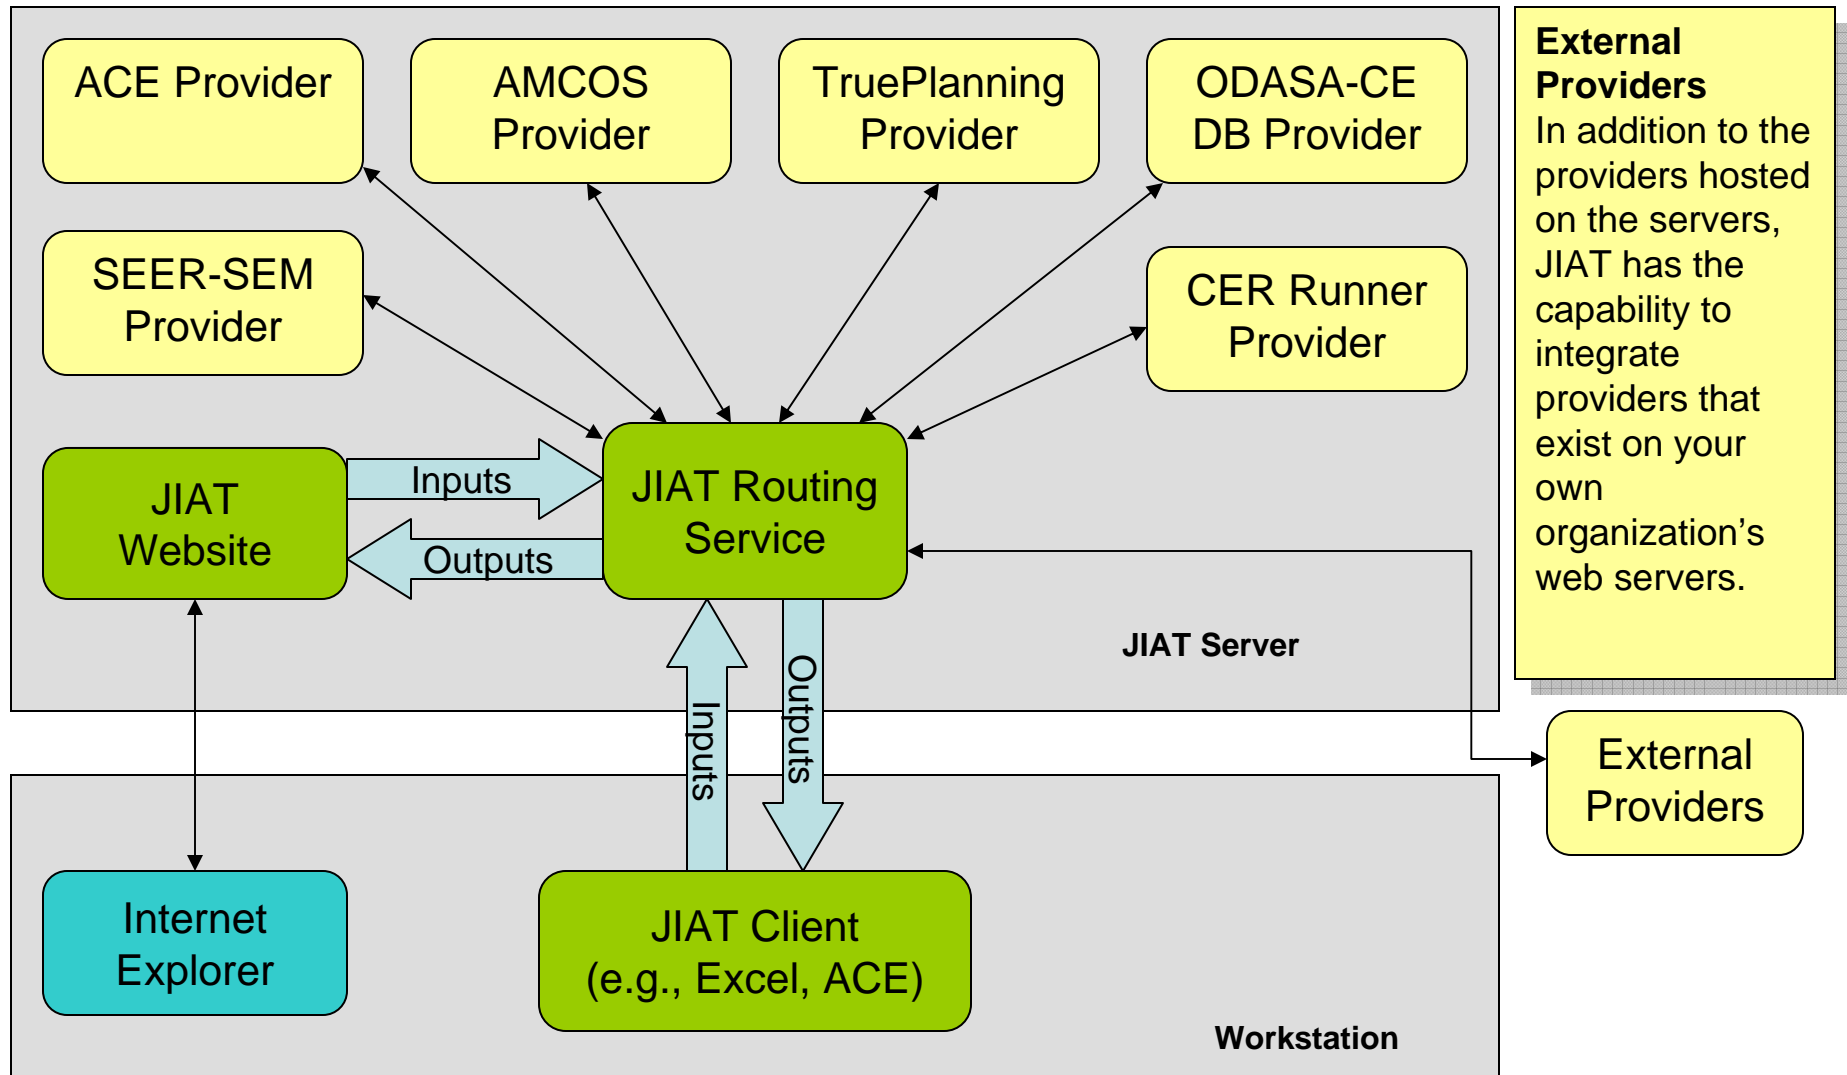 ACE Provider
AMCOS
Provider
TruePlanning
Provider
ODASA-CE
DB Provider
SEER-SEM
Provider
CER Runner
Provider
JIAT
Website
Inputs
Outputs
JIAT Routing
Service
JIAT Server
Inputs
Outputs
Internet
Explorer
JIAT Client
(e.g., Excel, ACE)
Workstation
External
Providers
In addition to the
providers hosted
on the servers,
JIAT has the
capability to
integrate
providers that
exist on your
own
organization’s
web servers.
External
Providers